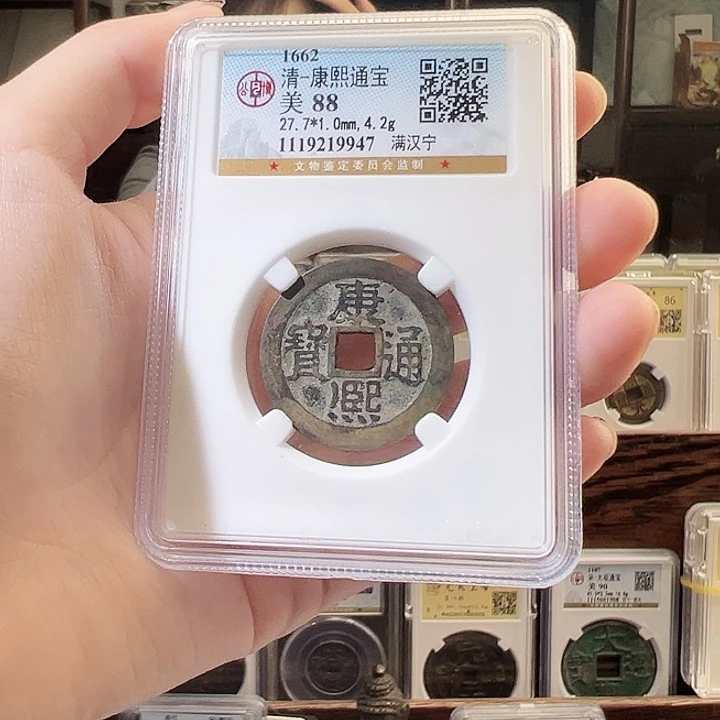 1662
清-康熙通宝
美 88
27.7*1.0mm, 4.2g
1119219947 满汉宁
★ 文物鉴定委员会监制 ★
康
寶 通
熙
86